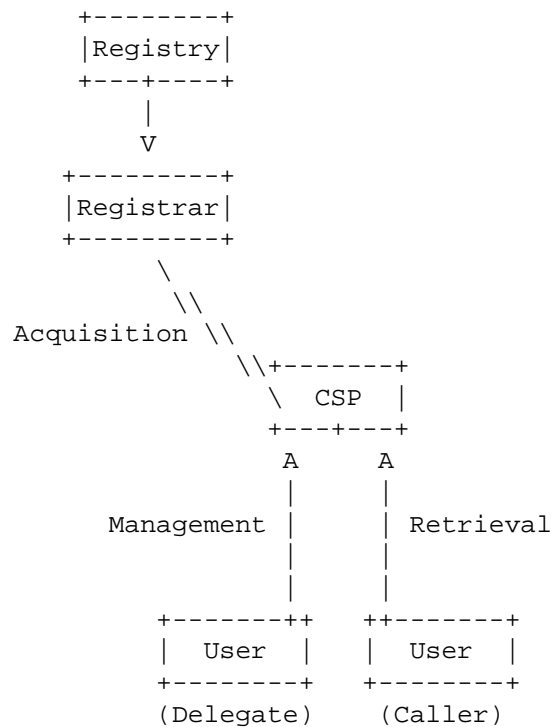 +--------+
|Registry|
+---+----+
|
V
+---------+
|Registrar|
+---------+
\
\\
Acquisition \\
\\+-------+
\ CSP |
+---+---+
A A
| |
Management | | Retrieval
| |
| |
+-------++ ++-------+
| User | | User |
+--------+ +--------+
(Delegate) (Caller)